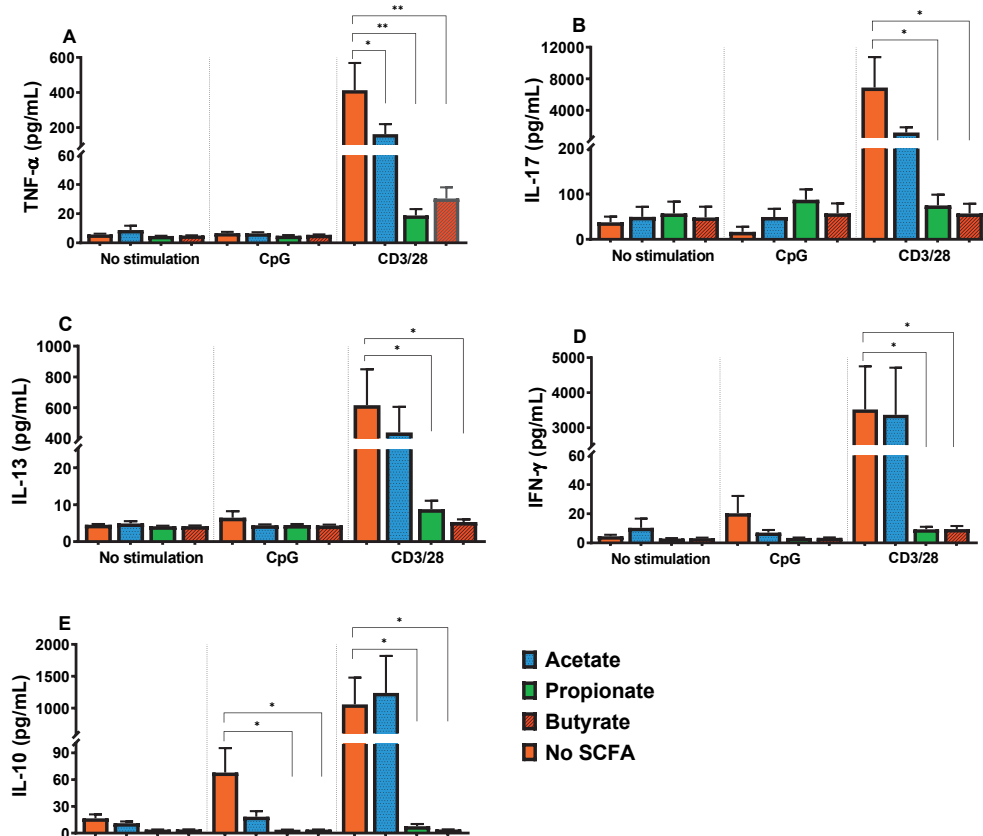 A
TNF-α (pg/mL)
600
400
200
60
40
20
0
No stimulation CpG CD3/28
*
**
**
B
IL-17 (pg/mL)
12000
8000
4000
200
100
0
No stimulation CpG CD3/28
*
*
C
IL-13 (pg/mL)
1000
800
600
400
20
10
0
No stimulation CpG CD3/28
*
*
D
IFN-γ (pg/mL)
5000
4000
3000
60
40
20
0
No stimulation CpG CD3/28
*
*
E
IL-10 (pg/mL)
2000
1500
1000
90
60
30
0
*
*
*
*
Acetate
Propionate
Butyrate
No SCFA